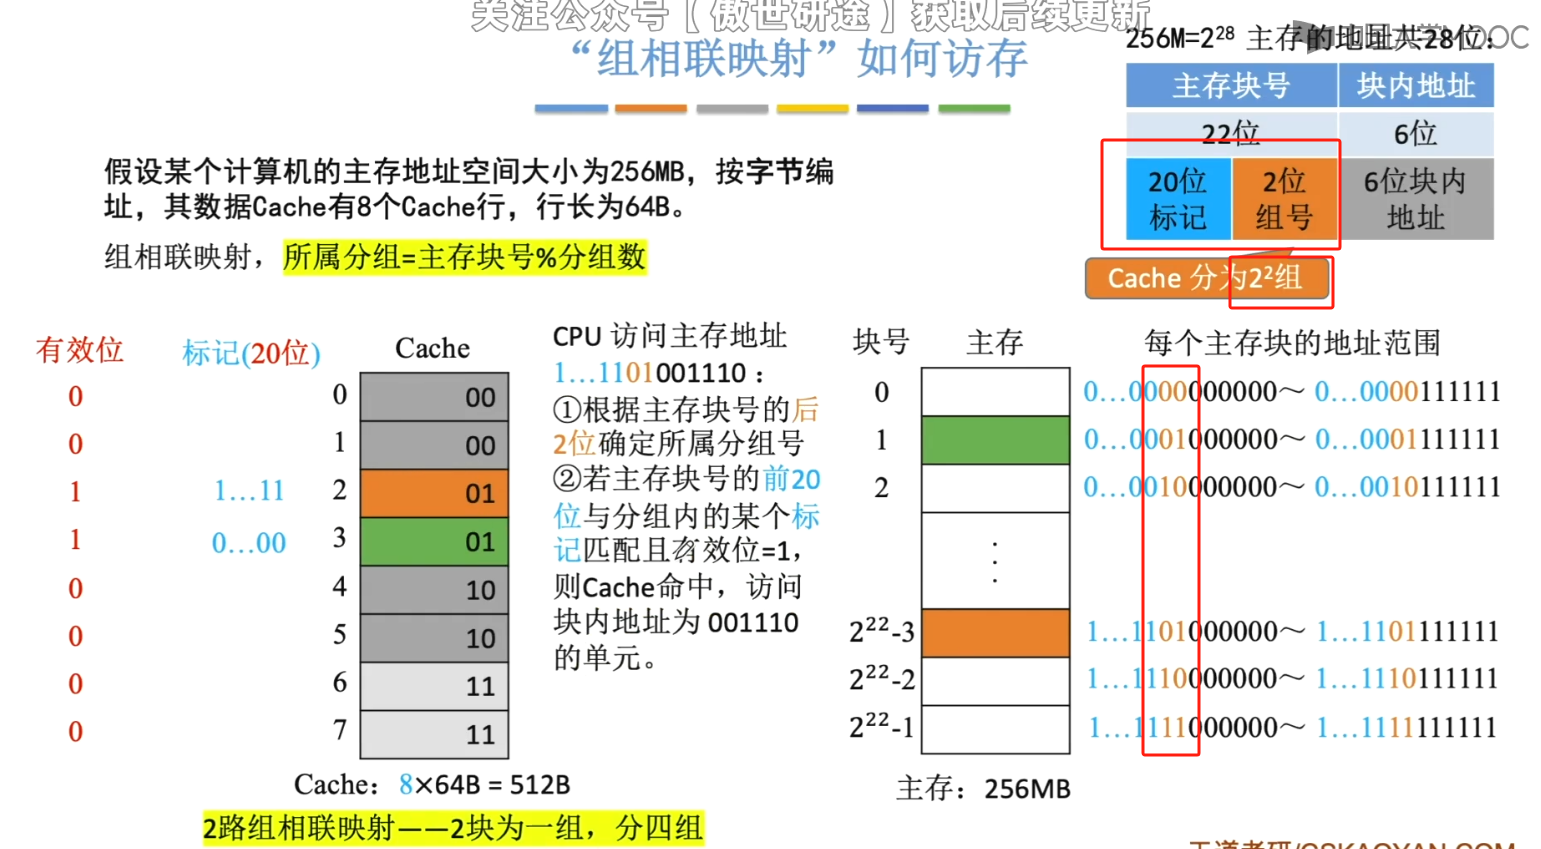 关注公众号【傲世研途】获取后续更新
“组相联映射”如何访存
256M=2²⁸ 主存的地址共28位:
主存块号 块内地址
22位 6位
20位标记 2位组号 6位块内地址
Cache 分为2²组
假设某个计算机的主存地址空间大小为256MB，按字节编
址，其数据Cache有8个Cache行，行长为64B。
组相联映射，所属分组=主存块号%分组数
有效位 标记(20位) Cache
0 0 00
0 1 00
1 1…11 2 01
1 0…00 3 01
0 4 10
0 5 10
0 6 11
0 7 11
Cache：8×64B = 512B
2路组相联映射——2块为一组，分四组
CPU 访问主存地址
1…1101001110：
①根据主存块号的后
2位确定所属分组号
②若主存块号的前20
位与分组内的某个标
记匹配且有效位=1，
则Cache命中，访问
块内地址为 001110
的单元。
块号 主存 每个主存块的地址范围
0 0…0000000000～ 0…0000111111
1 0…0001000000～ 0…0001111111
2 0…0010000000～ 0…0010111111
⋮
2²²-3 1…1101000000～ 1…1101111111
2²²-2 1…1110000000～ 1…1110111111
2²²-1 1…1111000000～ 1…1111111111
主存：256MB
王道考研/CSKAOYAN.COM